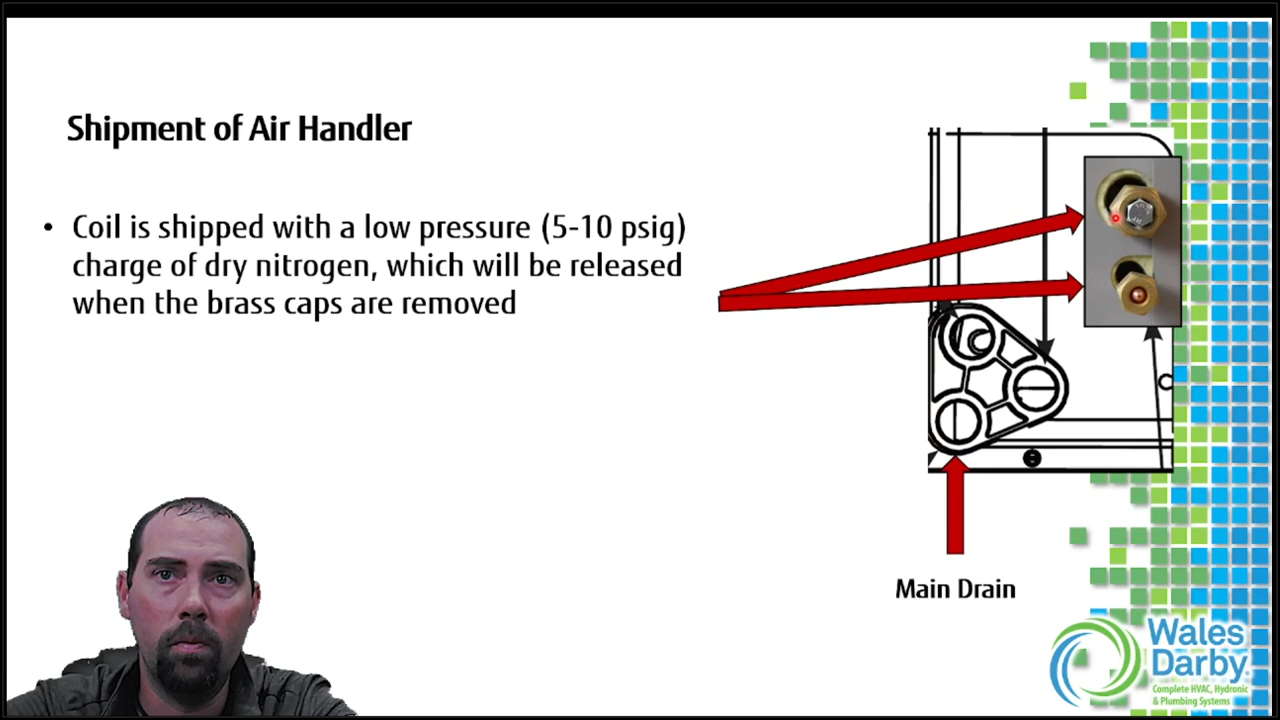 Shipment of Air Handler
• Coil is shipped with a low pressure (5-10 psig)
charge of dry nitrogen, which will be released
when the brass caps are removed
Main Drain
Wales
Darby
Complete HVAC, Hydronic
& Plumbing Systems